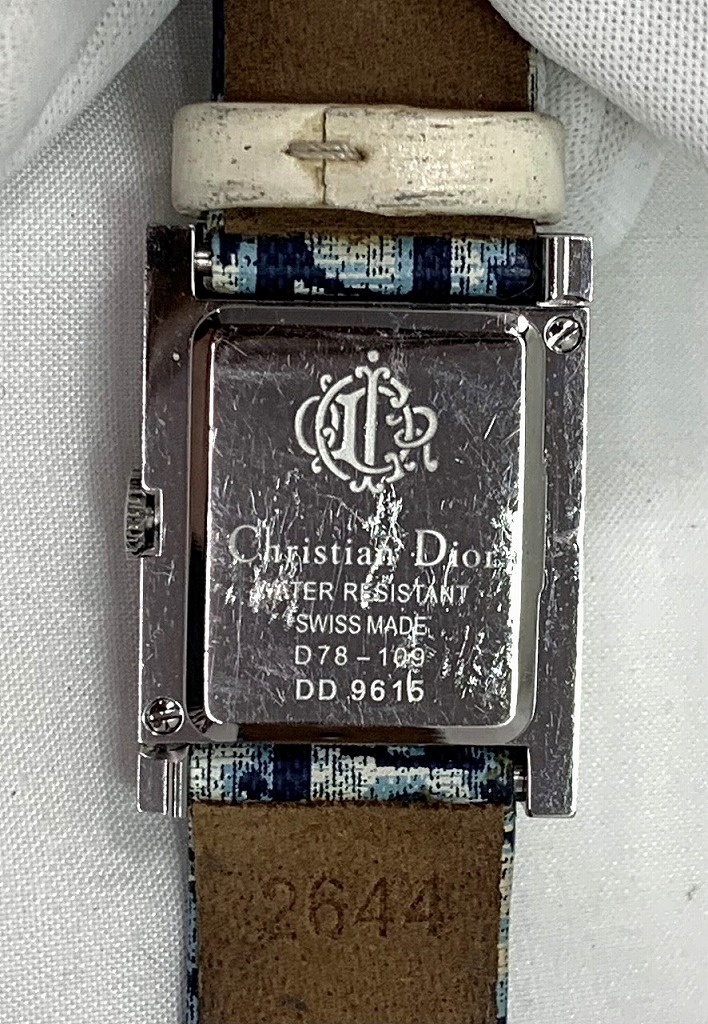 Christian Dior
WATER RESISTANT
SWISS MADE
D78-109
DD 9615
2644